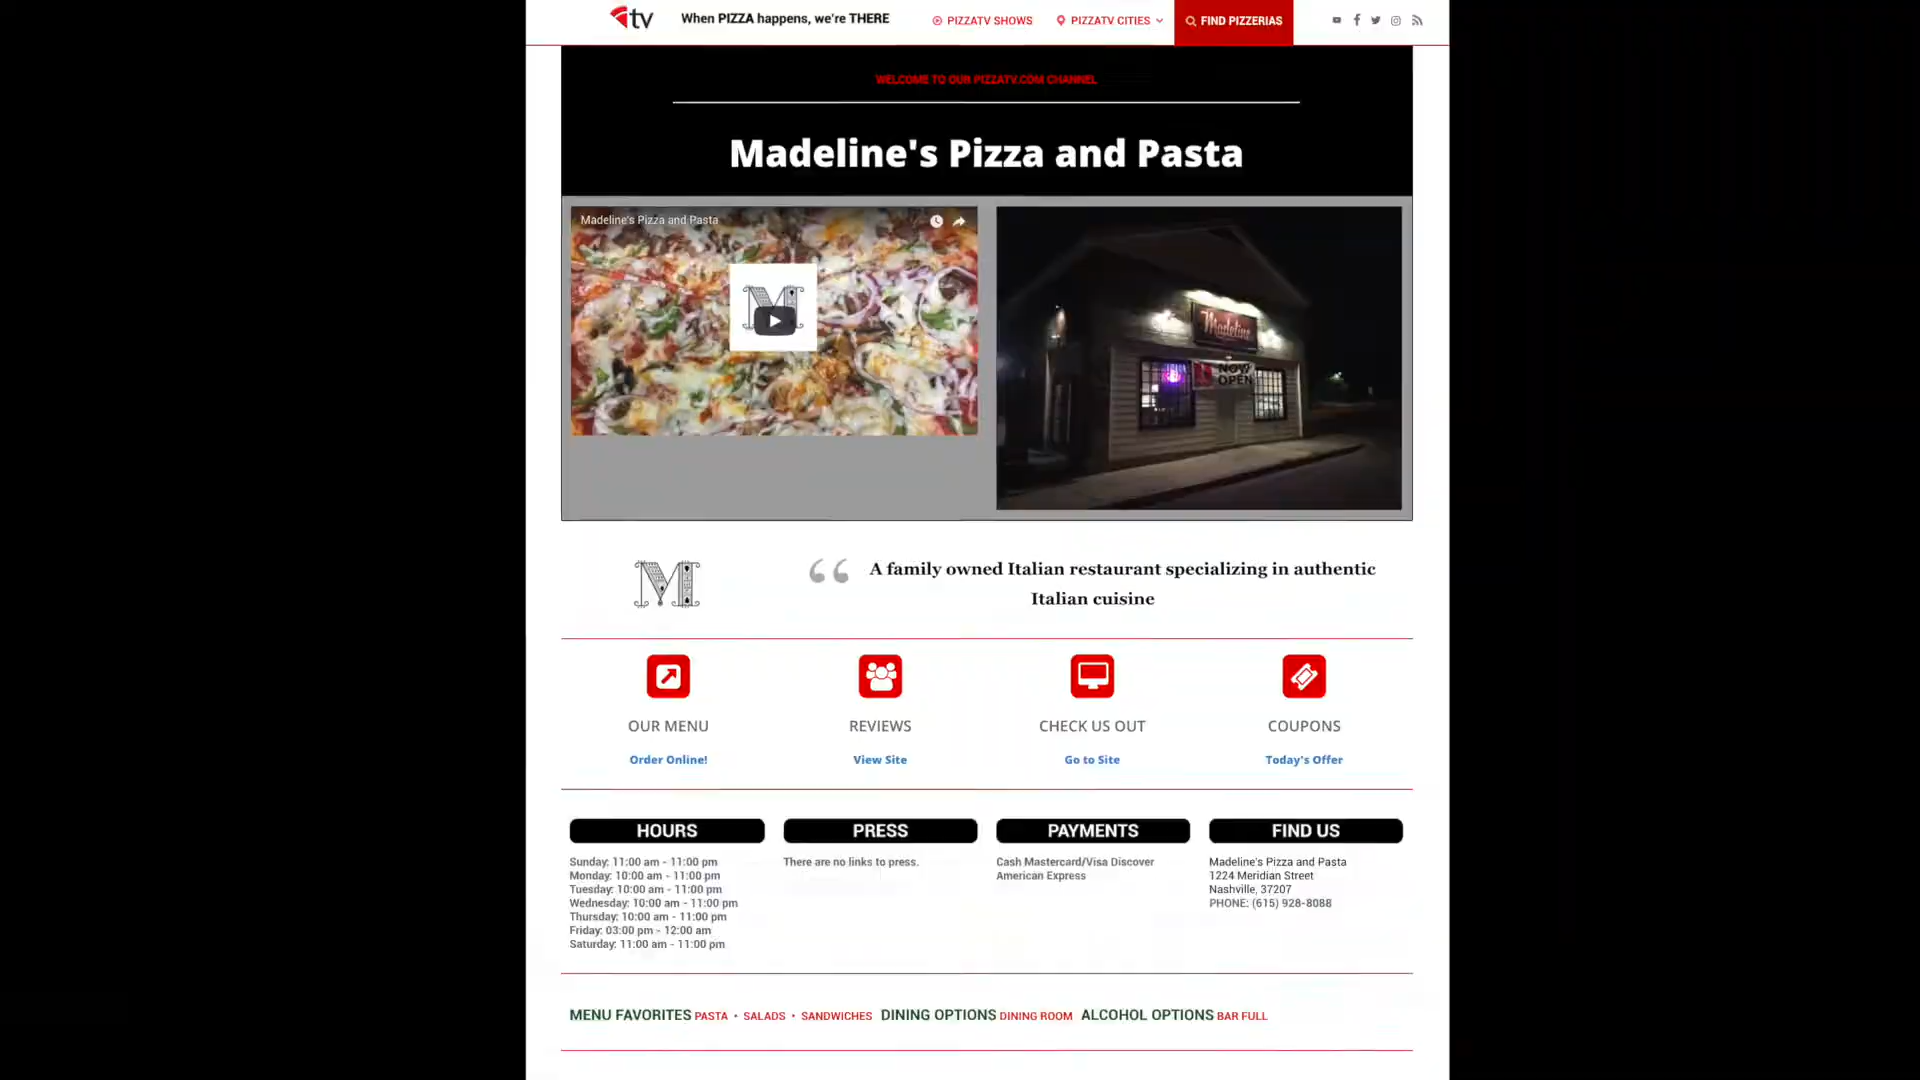 tv
When PIZZA happens, we're THERE
PIZZATV SHOWS
PIZZATV CITIES
FIND PIZZERIAS
WELCOME TO OUR PIZZATV.COM CHANNEL
Madeline's Pizza and Pasta
Madeline's Pizza and Pasta
M
Madeline
NOW
OPEN
M
A family owned Italian restaurant specializing in authentic
Italian cuisine
OUR MENU
REVIEWS
CHECK US OUT
COUPONS
Order Online!
View Site
Go to Site
Today's Offer
HOURS
Sunday: 11:00 am - 11:00 pm
Monday: 10:00 am - 11:00 pm
Tuesday: 10:00 am - 11:00 pm
Wednesday: 10:00 am - 11:00 pm
Thursday: 10:00 am - 11:00 pm
Friday: 03:00 pm - 12:00 am
Saturday: 11:00 am - 11:00 pm
PRESS
There are no links to press.
PAYMENTS
Cash Mastercard/Visa Discover
American Express
FIND US
Madeline's Pizza and Pasta
1224 Meridian Street
Nashville, 37207
PHONE: (615) 928-8088
MENU FAVORITES PASTA • SALADS • SANDWICHES DINING OPTIONS DINING ROOM ALCOHOL OPTIONS BAR FULL